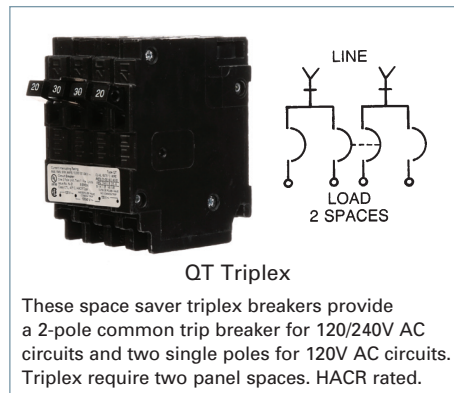 20 30 30 20
LINE
LOAD
2 SPACES
QT Triplex
These space saver triplex breakers provide
a 2-pole common trip breaker for 120/240V AC
circuits and two single poles for 120V AC circuits.
Triplex require two panel spaces. HACR rated.